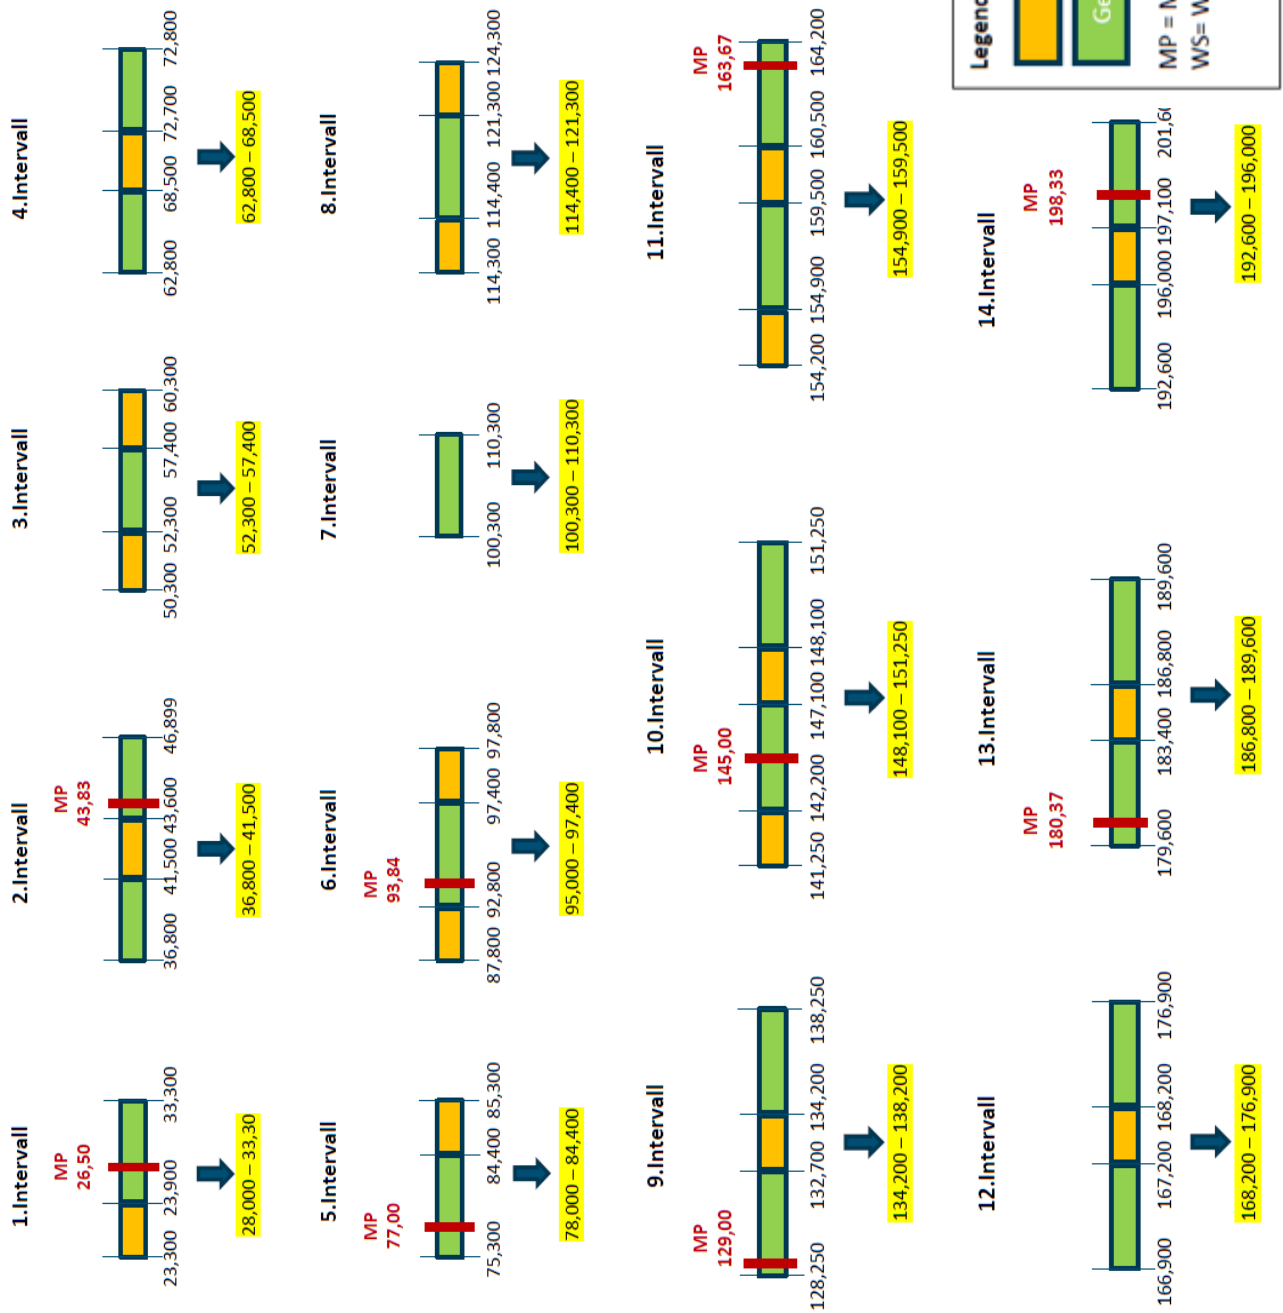 1.Intervall
MP
26,50
23,300 23,900 33,300
28,000 – 33,30
2.Intervall
MP
43,83
36,800 41,500 43,600 46,899
36,800 – 41,500
3.Intervall
50,300 52,300 57,400 60,300
52,300 – 57,400
4.Intervall
62,800 68,500 72,700 72,800
62,800 – 68,500
5.Intervall
MP
77,00
75,300 84,400 85,300
78,000 – 84,400
6.Intervall
MP
93,84
87,800 92,800 97,400 97,800
95,000 – 97,400
7.Intervall
100,300 110,300
100,300 – 110,300
8.Intervall
114,300 114,400 121,300 124,300
114,400 – 121,300
9.Intervall
MP
129,00
128,250 132,700 134,200 138,250
134,200 – 138,200
10.Intervall
MP
145,00
141,250 142,200 147,100 148,100 151,250
148,100 – 151,250
11.Intervall
MP
163,67
154,200 154,900 159,500 160,500 164,200
154,900 – 159,500
12.Intervall
166,900 167,200 168,200 176,900
168,200 – 176,900
13.Intervall
MP
180,37
179,600 183,400 186,800 189,600
186,800 – 189,600
14.Intervall
MP
198,33
192,600 196,000 197,100 201,6
192,600 – 196,000
Legend
Ge
MP = M
WS= W